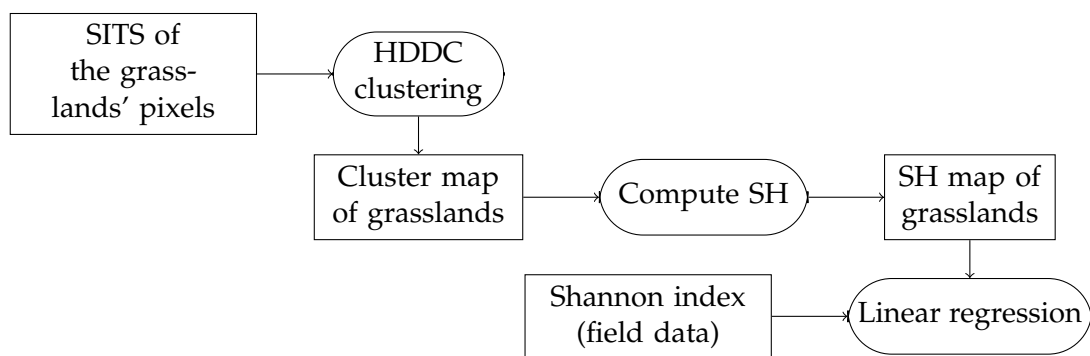 SITS of
the grass-
lands’ pixels
HDDC
clustering
Cluster map
of grasslands
Compute SH
SH map of
grasslands
Shannon index
(field data)
Linear regression